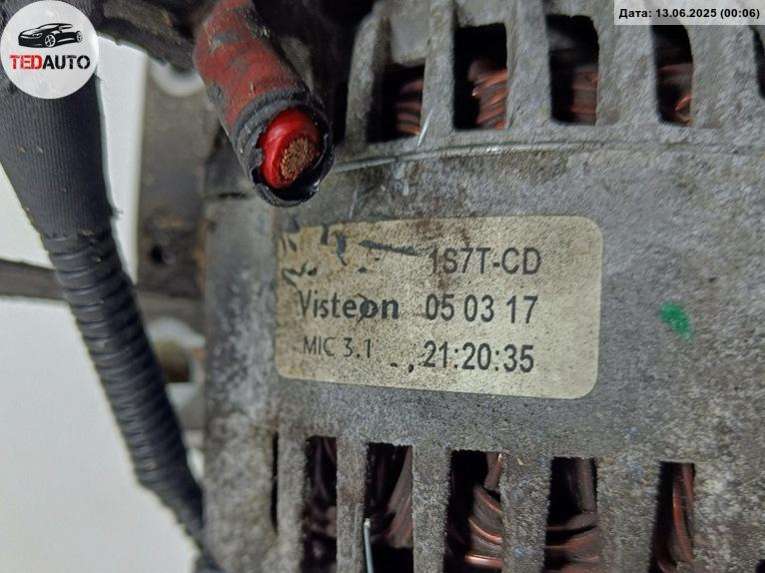 Дата: 13.06.2025 (00:06)
TEDAUTO
1S7T-CD
Visteon 05 03 17
MIC 3.1 21:20:35